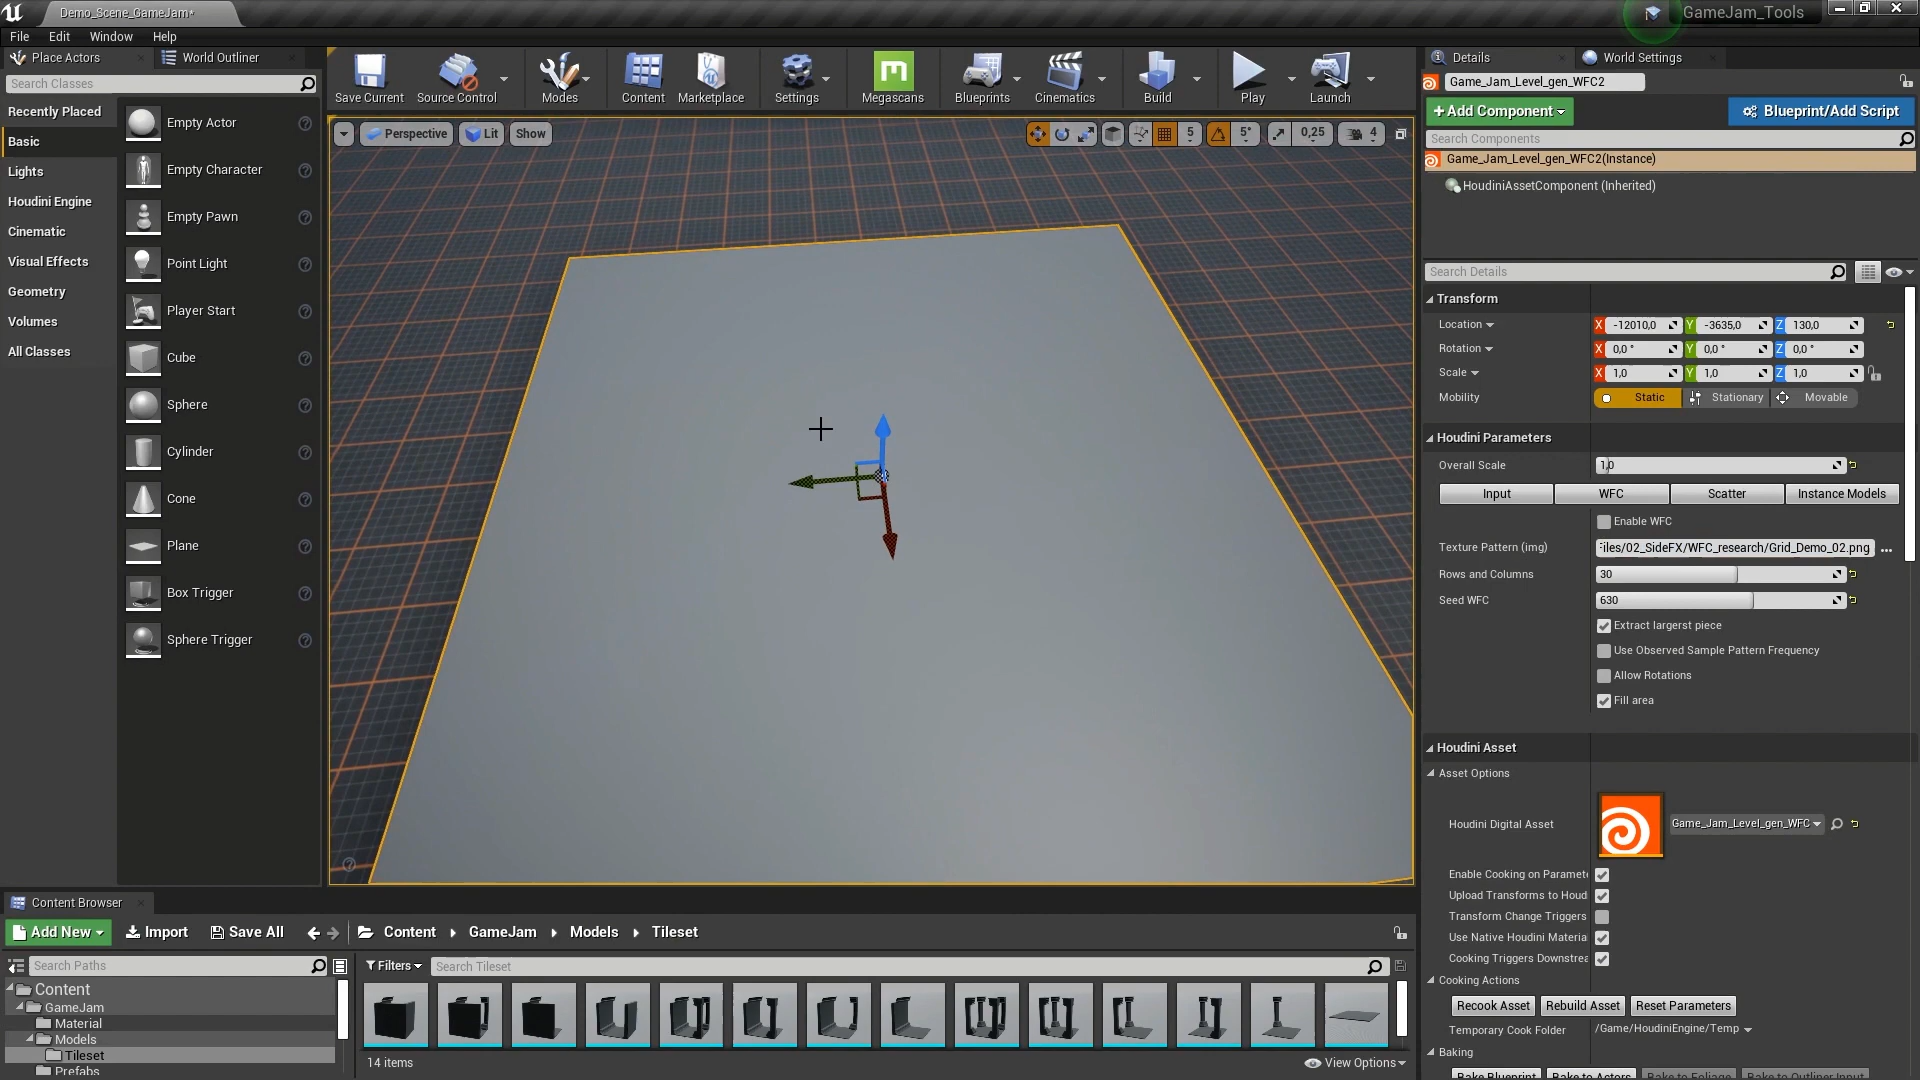 Demo_Scene_GameJam*
GameJam_Tools
File Edit Window Help
Place Actors
World Outliner
Search Classes
Recently Placed
Basic
Lights
Houdini Engine
Cinematic
Visual Effects
Geometry
Volumes
All Classes
Empty Actor
Empty Character
Empty Pawn
Point Light
Player Start
Cube
Sphere
Cylinder
Cone
Plane
Box Trigger
Sphere Trigger
Save Current
Source Control
Modes
Content
Marketplace
Settings
Megascans
Blueprints
Cinematics
Build
Play
Launch
Perspective
Lit
Show
5
5°
0,25
4
Details
World Settings
Game_Jam_Level_gen_WFC2
+Add Component
Blueprint/Add Script
Search Components
Game_Jam_Level_gen_WFC2(Instance)
HoudiniAssetComponent (Inherited)
Search Details
Transform
Location X -12010,0 Y -3635,0 Z 130,0
Rotation X 0,0 ° Y 0,0 ° Z 0,0 °
Scale X 1,0 Y 1,0 Z 1,0
Mobility Static Stationary Movable
Houdini Parameters
Overall Scale 1,0
Input WFC Scatter Instance Models
Enable WFC
Texture Pattern (img) Files/02_SideFX/WFC_research/Grid_Demo_02.png ...
Rows and Columns 30
Seed WFC 630
Extract largerst piece
Use Observed Sample Pattern Frequency
Allow Rotations
Fill area
Houdini Asset
Asset Options
Houdini Digital Asset Game_Jam_Level_gen_WFC
Enable Cooking on Paramete
Upload Transforms to Houd
Transform Change Triggers
Use Native Houdini Materia
Cooking Triggers Downstrea
Cooking Actions
Recook Asset Rebuild Asset Reset Parameters
Temporary Cook Folder /Game/HoudiniEngine/Temp
Baking
Bake Blueprint Bake to Actors Bake to Foliage Bake to Outliner Input
Content Browser
Add New Import Save All Content GameJam Models Tileset
Search Paths
Filters
Search Tileset
Content
GameJam
Material
Models
Tileset
Prefabs
14 items
View Options